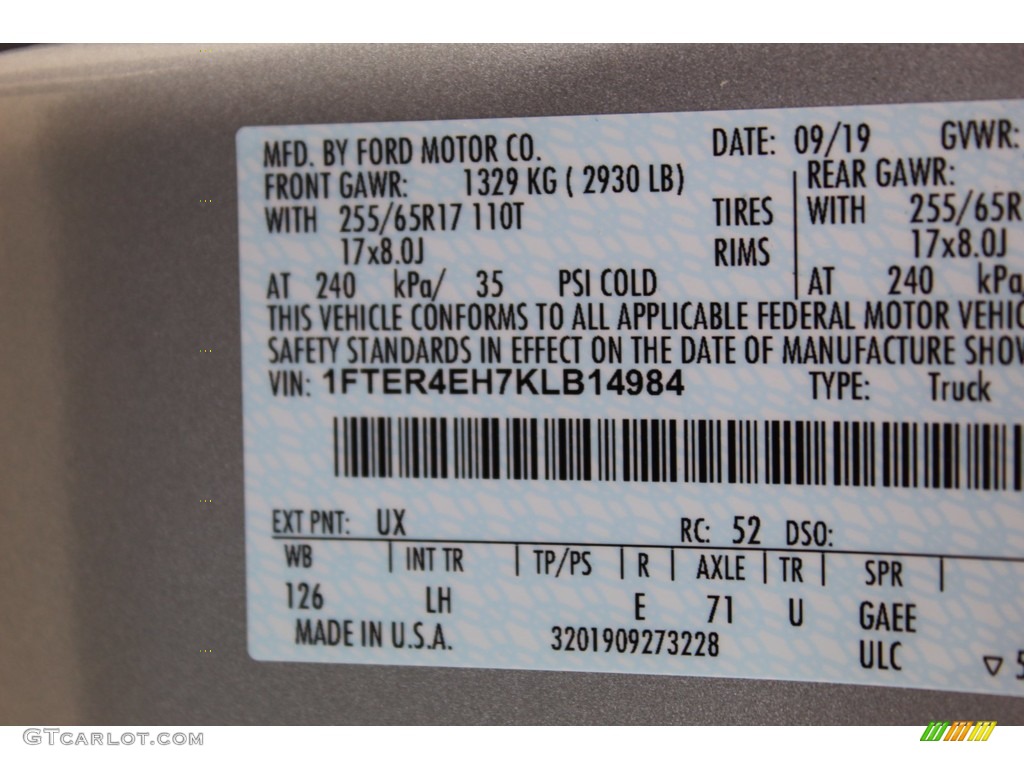 MFD. BY FORD MOTOR CO. DATE: 09/19 GVWR:
FRONT GAWR: 1329 KG ( 2930 LB) REAR GAWR:
WITH 255/65R17 110T TIRES WITH 255/65R
17x8.0J RIMS 17x8.0J
AT 240 kPa/ 35 PSI COLD AT 240 kPa/
THIS VEHICLE CONFORMS TO ALL APPLICABLE FEDERAL MOTOR VEHIC
SAFETY STANDARDS IN EFFECT ON THE DATE OF MANUFACTURE SHOW
VIN: 1FTER4EH7KLB14984 TYPE: Truck
EXT PNT: UX RC: 52 DSO:
WB INT TR TP/PS R AXLE TR SPR
126 LH E 71 U GAEE
MADE IN U.S.A. 3201909273228 ULC ▽ 5
GTCARLOT.COM